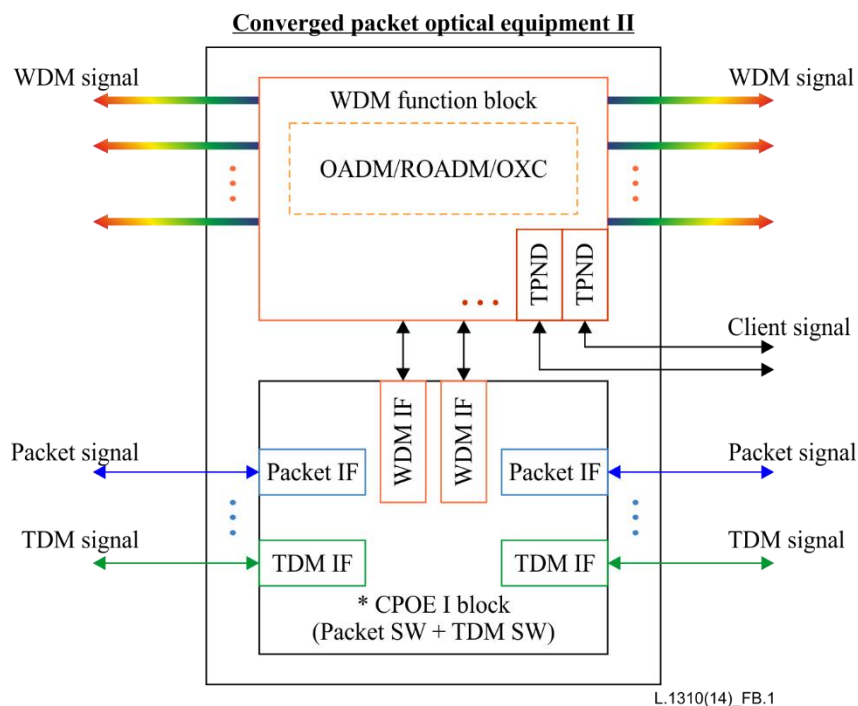 Converged packet optical equipment II
WDM signal
WDM signal
WDM function block
OADM/ROADM/OXC
TPND
TPND
Client signal
WDM IF
WDM IF
Packet signal
Packet signal
Packet IF
Packet IF
TDM signal
TDM signal
TDM IF
TDM IF
* CPOE I block
(Packet SW + TDM SW)
L.1310(14)_FB.1